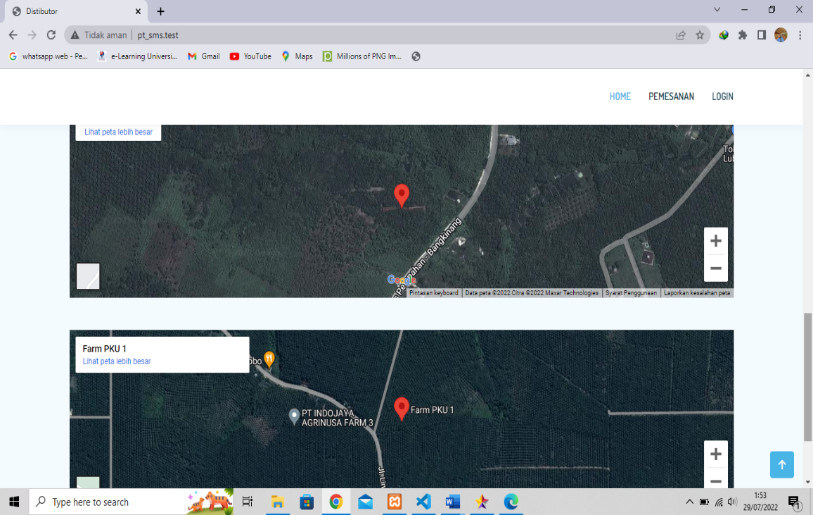 Distibutor
Tidak aman
pt_sms.test
whatsapp web - Pe...
e-Learning Universi...
Gmail
YouTube
Maps
Millions of PNG Im...
HOME
PEMESANAN
LOGIN
Lihat peta lebih besar
Bangkinang
Google
Pintasan keyboard
Data peta ©2022 Citra ©2022 Maxar Technologies
Syarat Penggunaan
Laporkan kesalahan peta
Farm PKU 1
Lihat peta lebih besar
PT INDOJAYA
AGRINUSA FARM 3
Farm PKU 1
Type here to search
1:53
29/07/2022